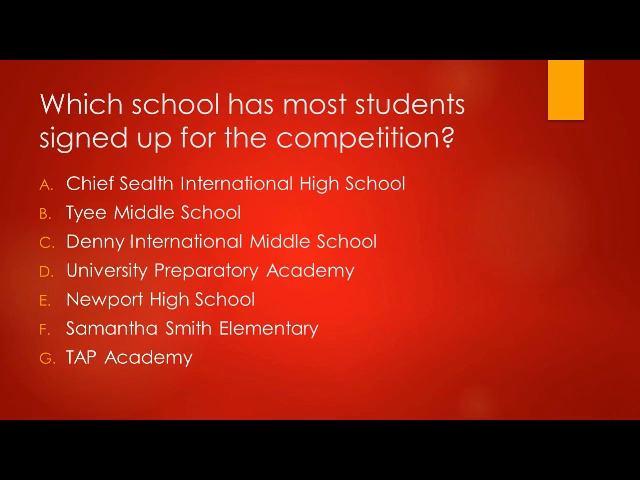 Which school has most students
signed up for the competition?
A. Chief Sealth International High School
B. Tyee Middle School
C. Denny International Middle School
D. University Preparatory Academy
E. Newport High School
F. Samantha Smith Elementary
G. TAP Academy